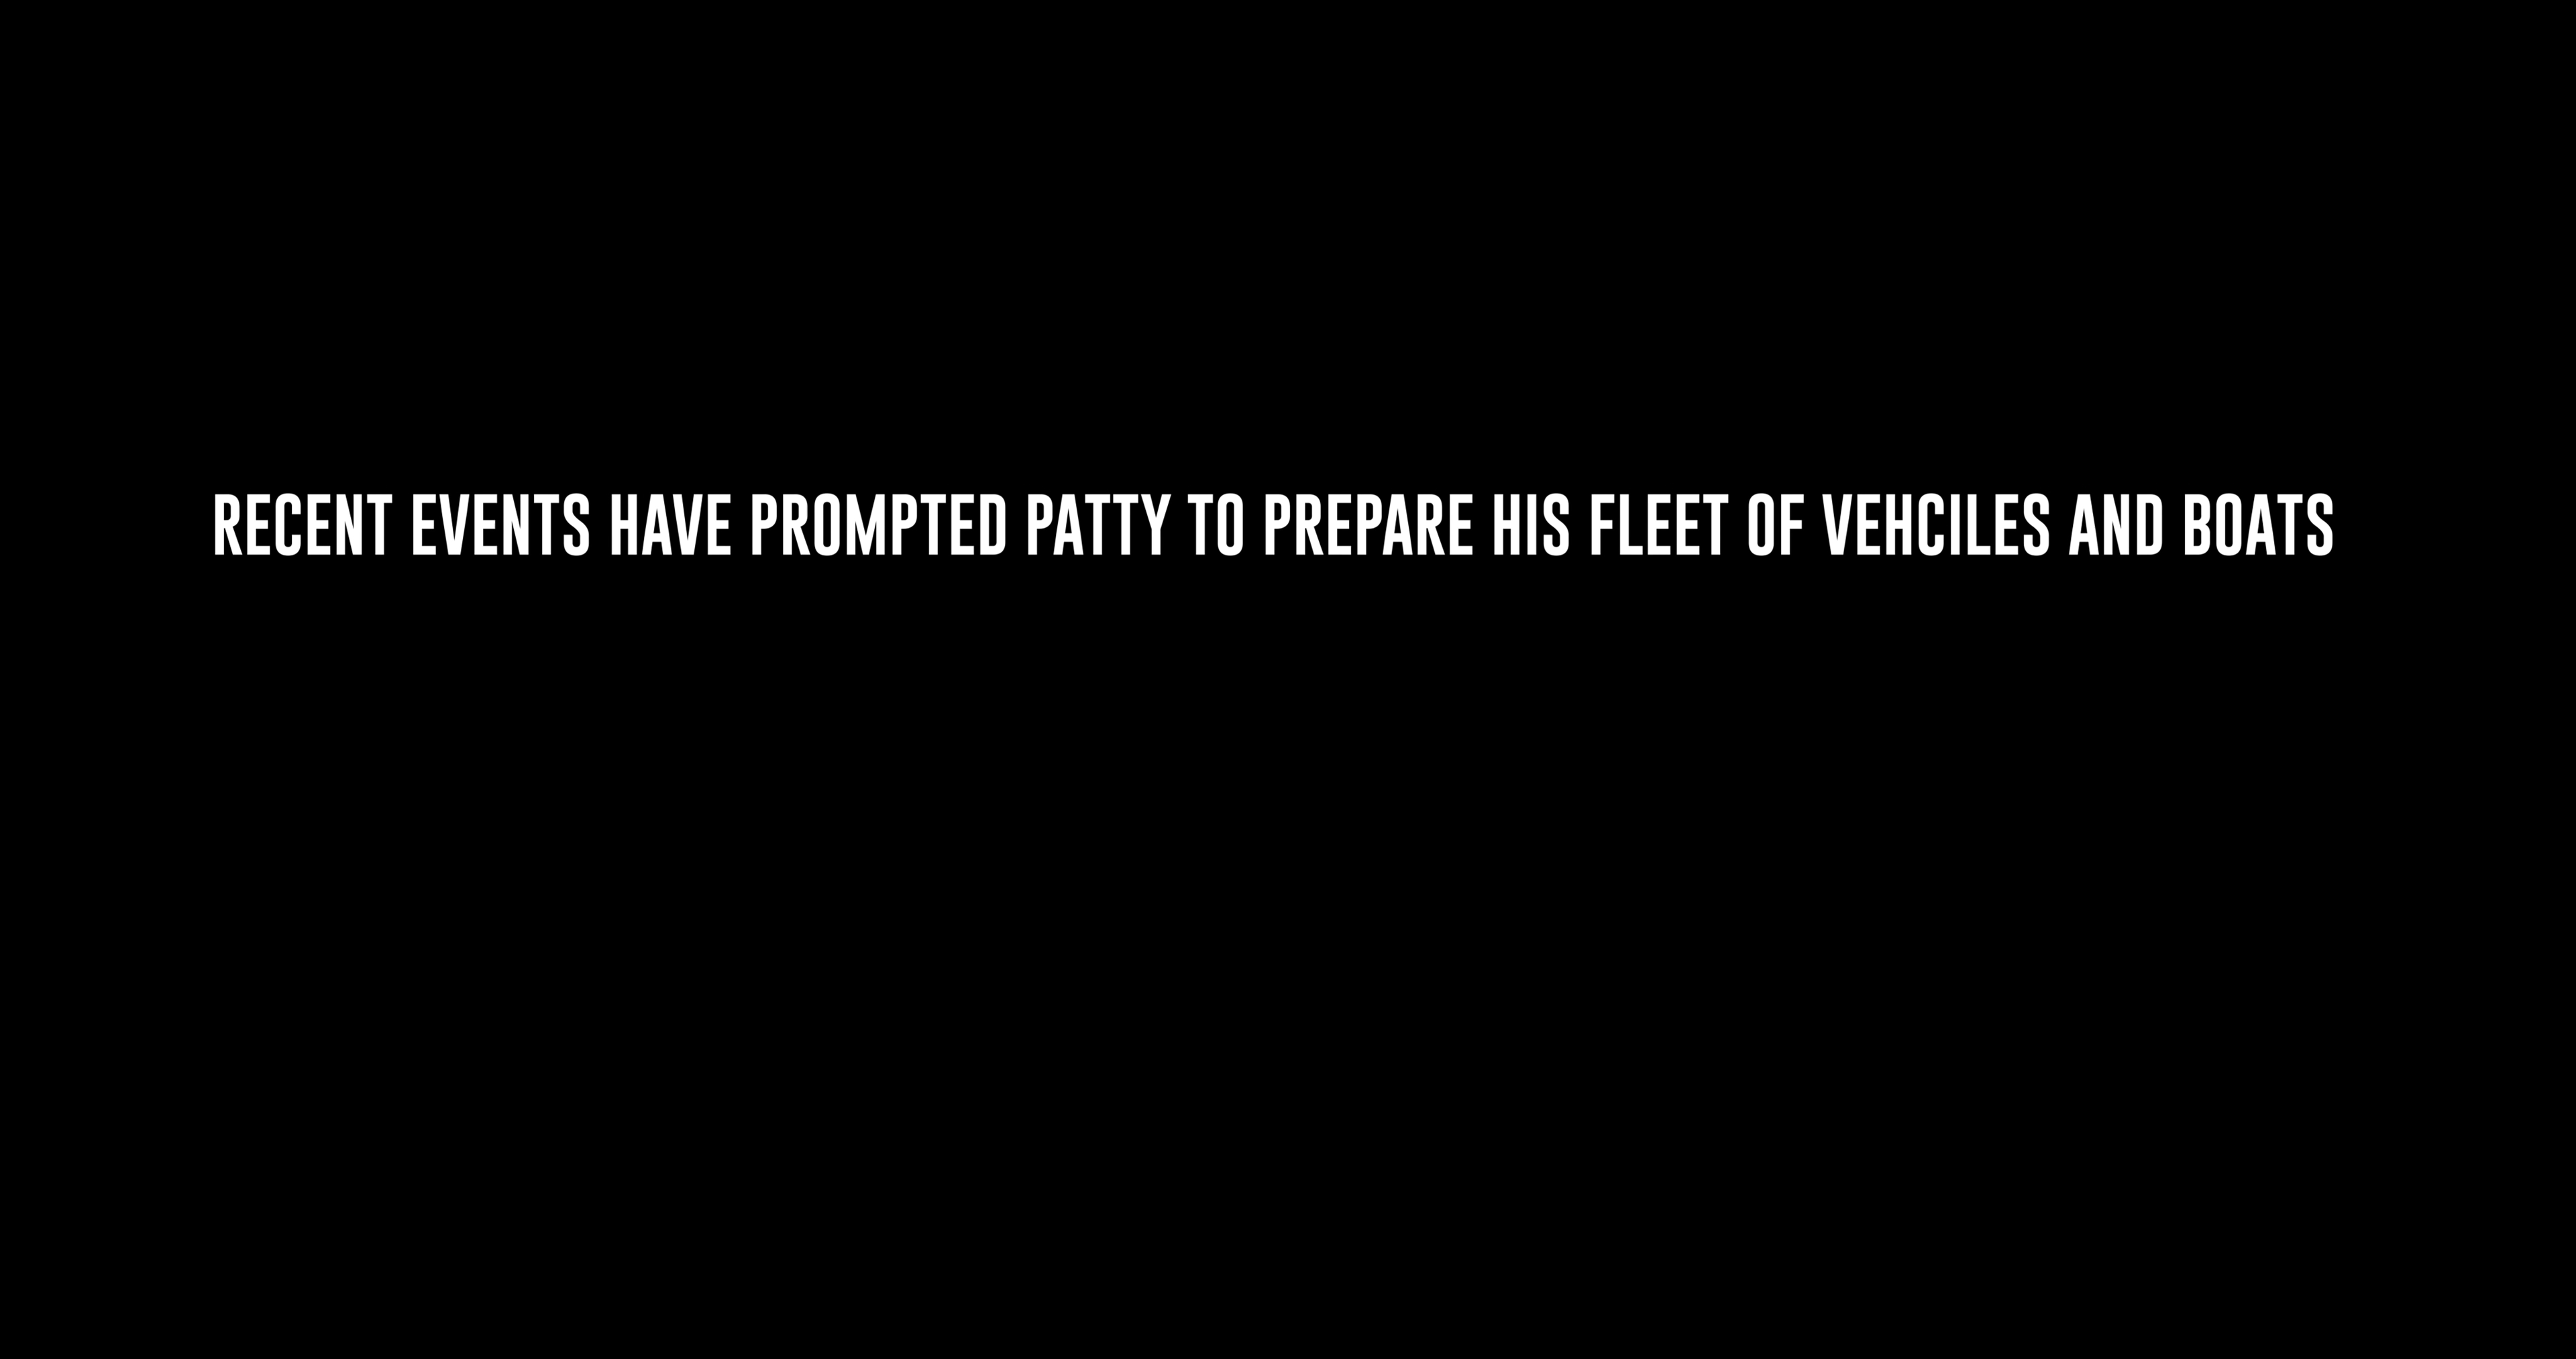 RECENT EVENTS HAVE PROMPTED PATTY TO PREPARE HIS FLEET OF VEHCILES AND BOATS